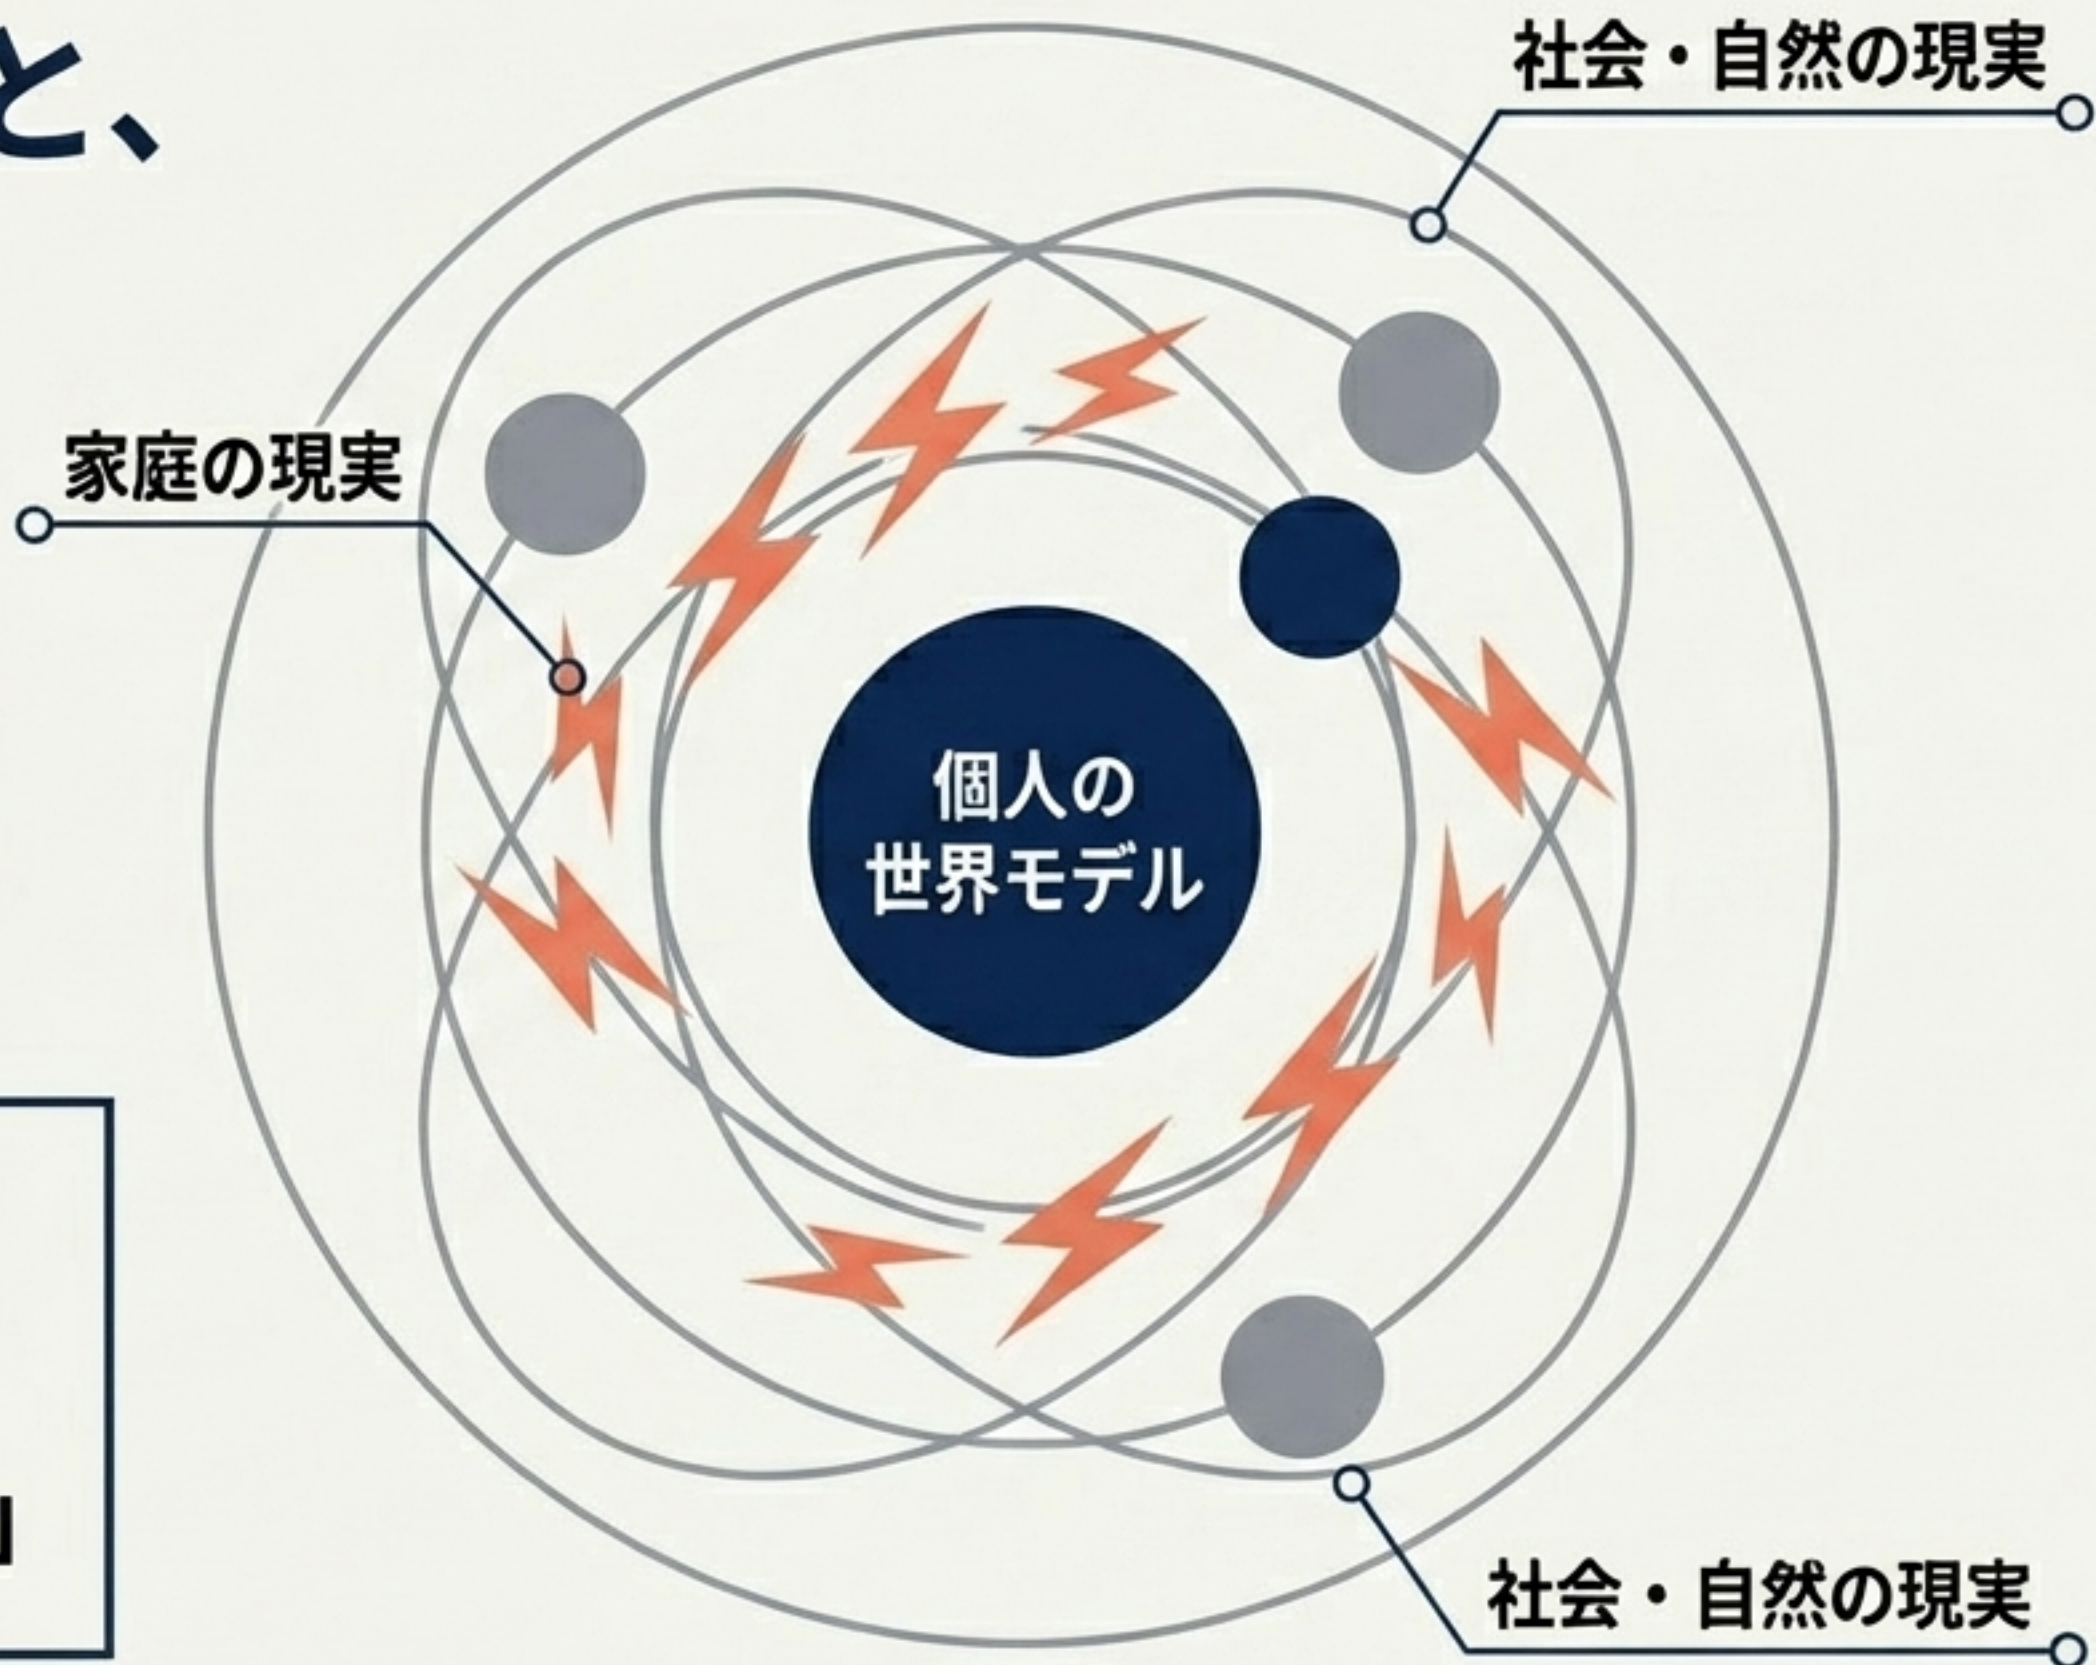 と、
社会・自然の現実
家庭の現実
個人の
世界モデル
社会・自然の現実